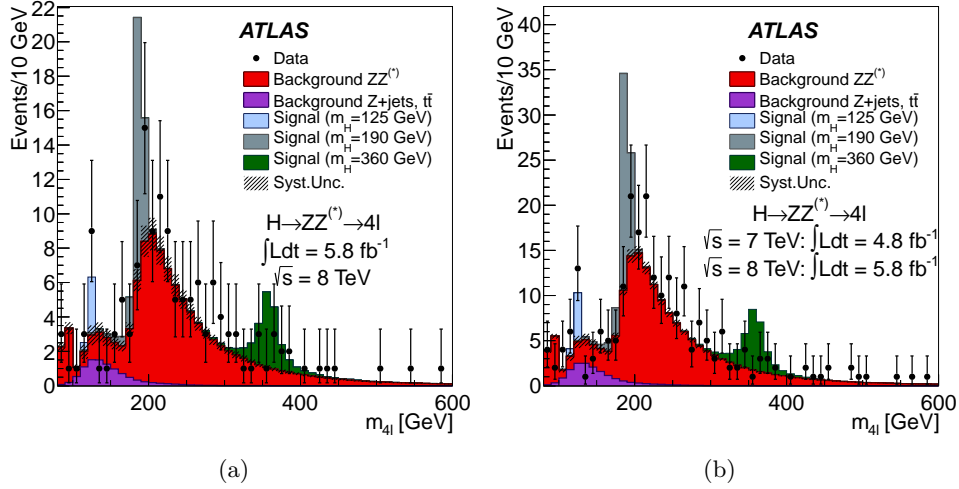 Events/10 GeV
22
20
18
16
14
12
10
8
6
4
2
0
ATLAS
Data
Background ZZ(*)
Background Z+jets, tt̄
Signal (mH=125 GeV)
Signal (mH=190 GeV)
Signal (mH=360 GeV)
Syst.Unc.
H→ZZ(*)→4l
∫Ldt = 5.8 fb-1
√s = 8 TeV
200 400 600
m4l [GeV]
(a)
Events/10 GeV
40
35
30
25
20
15
10
5
0
ATLAS
Data
Background ZZ(*)
Background Z+jets, tt̄
Signal (mH=125 GeV)
Signal (mH=190 GeV)
Signal (mH=360 GeV)
Syst.Unc.
H→ZZ(*)→4l
√s = 7 TeV: ∫Ldt = 4.8 fb-1
√s = 8 TeV: ∫Ldt = 5.8 fb-1
200 400 600
m4l [GeV]
(b)